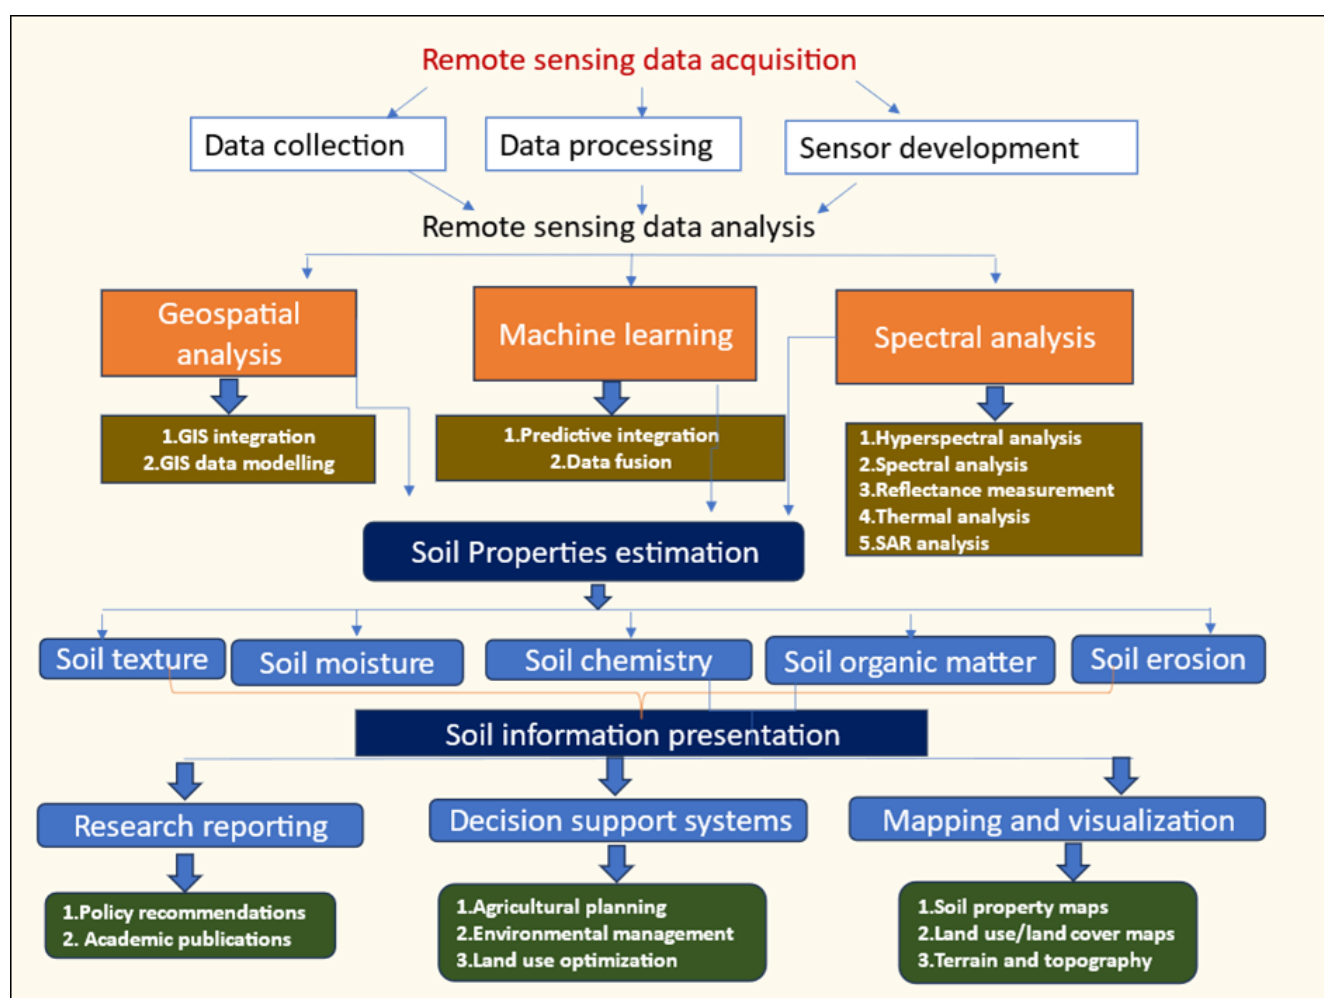 Remote sensing data acquisition
Data collection
Data processing
Sensor development
Remote sensing data analysis
Geospatial
analysis
Machine learning
Spectral analysis
1.GIS integration
2.GIS data modelling
1.Predictive integration
2.Data fusion
1.Hyperspectral analysis
2.Spectral analysis
3.Reflectance measurement
4.Thermal analysis
5.SAR analysis
Soil Properties estimation
Soil texture
Soil moisture
Soil chemistry
Soil organic matter
Soil erosion
Soil information presentation
Research reporting
Decision support systems
Mapping and visualization
1.Policy recommendations
2. Academic publications
1.Agricultural planning
2.Environmental management
3.Land use optimization
1.Soil property maps
2.Land use/land cover maps
3.Terrain and topography